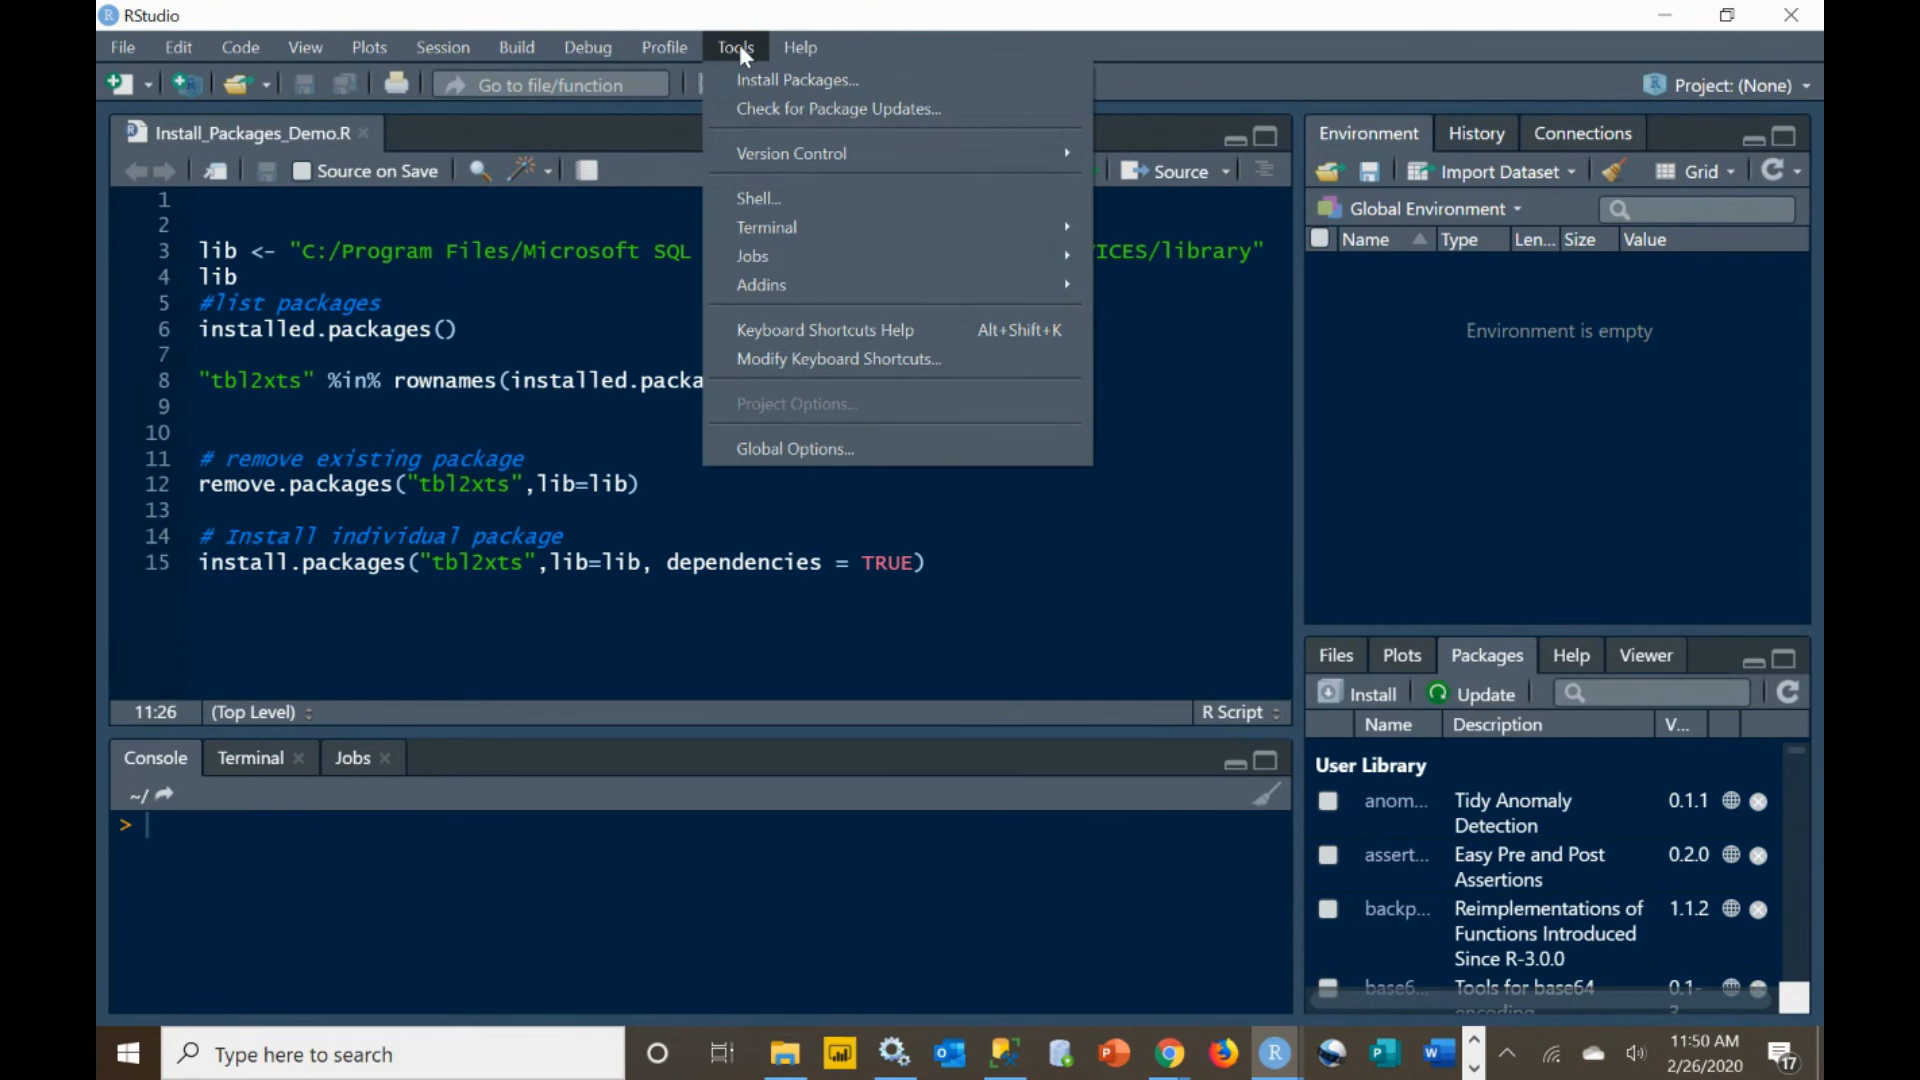 RStudio
File Edit Code View Plots Session Build Debug Profile Tools Help
Go to file/function
Project: (None)
Install Packages...
Check for Package Updates...
Version Control
Shell...
Terminal
Jobs
Addins
Keyboard Shortcuts Help Alt+Shift+K
Modify Keyboard Shortcuts...
Project Options...
Global Options...
Install_Packages_Demo.R
Source on Save
Source
1
2
3 lib <- "C:/Program Files/Microsoft SQL ICES/library"
4 lib
5 #list packages
6 installed.packages()
7
8 "tbl2xts" %in% rownames(installed.packa
9
10
11 # remove existing package
12 remove.packages("tbl2xts",lib=lib)
13
14 # Install individual package
15 install.packages("tbl2xts",lib=lib, dependencies = TRUE)
11:26 (Top Level) R Script
Console Terminal Jobs
~/
>
Environment History Connections
Import Dataset Grid
Global Environment
Name Type Len... Size Value
Environment is empty
Files Plots Packages Help Viewer
Install Update
Name Description V...
User Library
anom... Tidy Anomaly 0.1.1
Detection
assert... Easy Pre and Post 0.2.0
Assertions
backp... Reimplementations of 1.1.2
Functions Introduced
Since R-3.0.0
base6... Tools for base64 0.1-
encoding 3
Type here to search
11:50 AM
2/26/2020
17